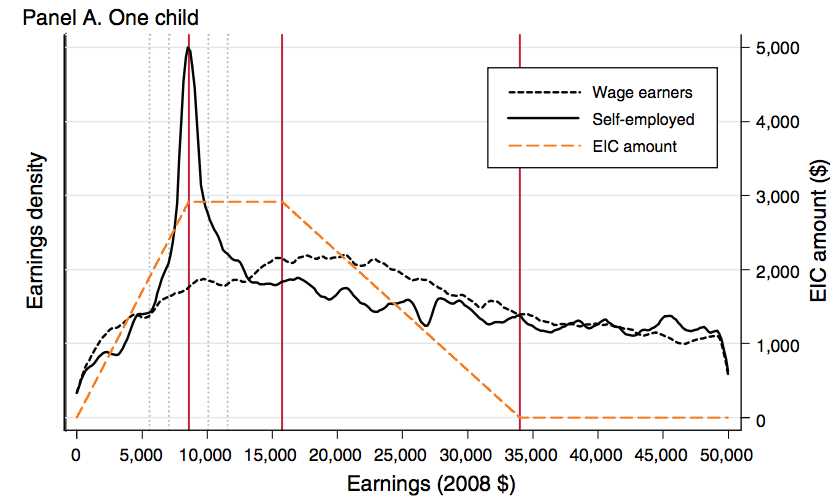 Panel A. One child
Earnings density
5,000
4,000
3,000
2,000
1,000
0
EIC amount ($)
Wage earners
Self-employed
EIC amount
0 5,000 10,000 15,000 20,000 25,000 30,000 35,000 40,000 45,000 50,000
Earnings (2008 $)